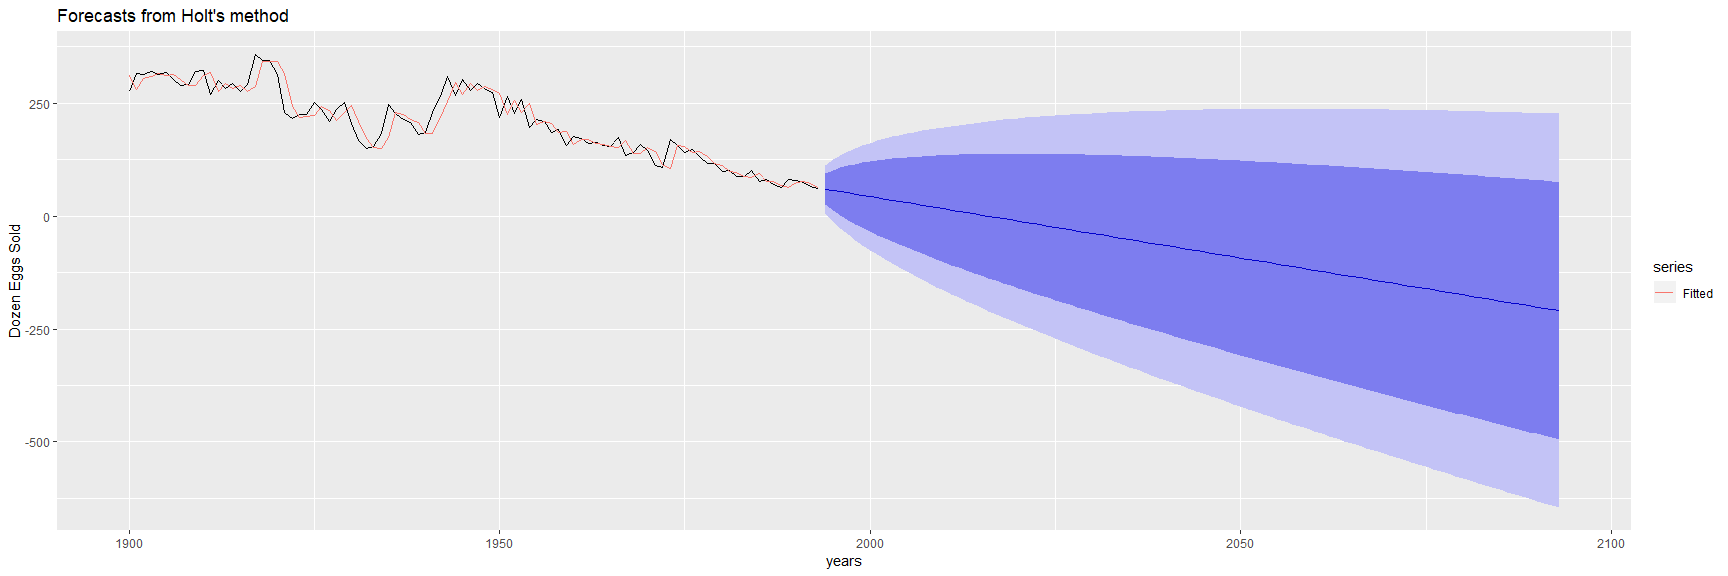 Forecasts from Holt's method
Dozen Eggs Sold
250
0
-250
-500
1900
1950
2000
2050
2100
years
series
Fitted